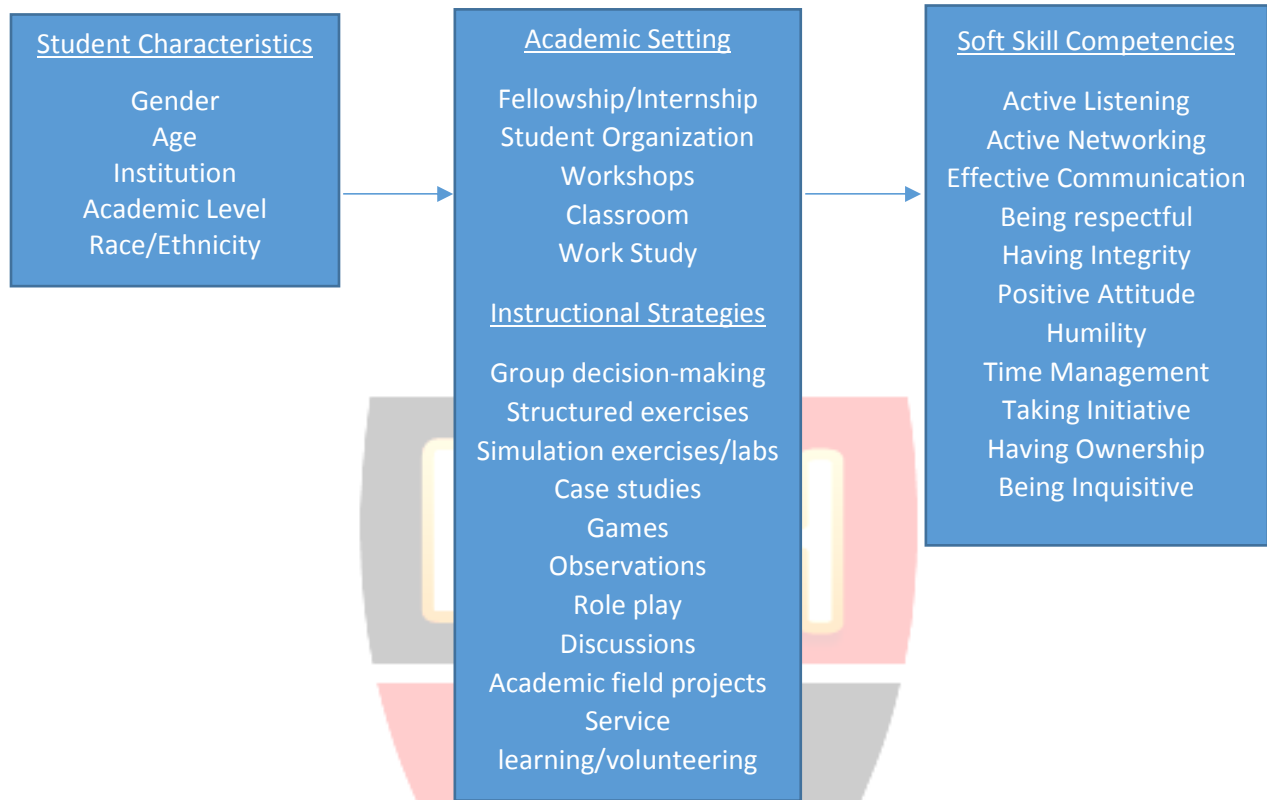 Student Characteristics
Gender
Age
Institution
Academic Level
Race/Ethnicity
Academic Setting
Fellowship/Internship
Student Organization
Workshops
Classroom
Work Study
Instructional Strategies
Group decision-making
Structured exercises
Simulation exercises/labs
Case studies
Games
Observations
Role play
Discussions
Academic field projects
Service
learning/volunteering
Soft Skill Competencies
Active Listening
Active Networking
Effective Communication
Being respectful
Having Integrity
Positive Attitude
Humility
Time Management
Taking Initiative
Having Ownership
Being Inquisitive